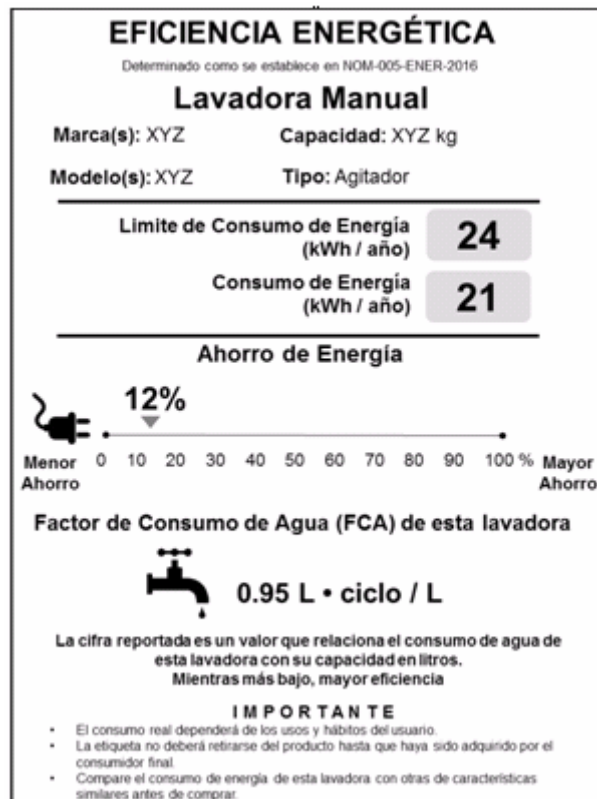 EFICIENCIA ENERGÉTICA
Determinado como se establece en NOM-005-ENER-2016
Lavadora Manual
Marca(s): XYZ Capacidad: XYZ kg
Modelo(s): XYZ Tipo: Agitador
Limite de Consumo de Energía
(kWh / año) 24
Consumo de Energía
(kWh / año) 21
Ahorro de Energía
12%
Menor Ahorro 0 10 20 30 40 50 60 70 80 90 100 % Mayor Ahorro
Factor de Consumo de Agua (FCA) de esta lavadora
0.95 L • ciclo / L
La cifra reportada es un valor que relaciona el consumo de agua de
esta lavadora con su capacidad en litros.
Mientras más bajo, mayor eficiencia
I M P O R T A N T E
• El consumo real dependerá de los usos y hábitos del usuario.
• La etiqueta no deberá retirarse del producto hasta que haya sido adquirido por el
consumidor final.
• Compare el consumo de energía de esta lavadora con otras de características
similares antes de comprar.